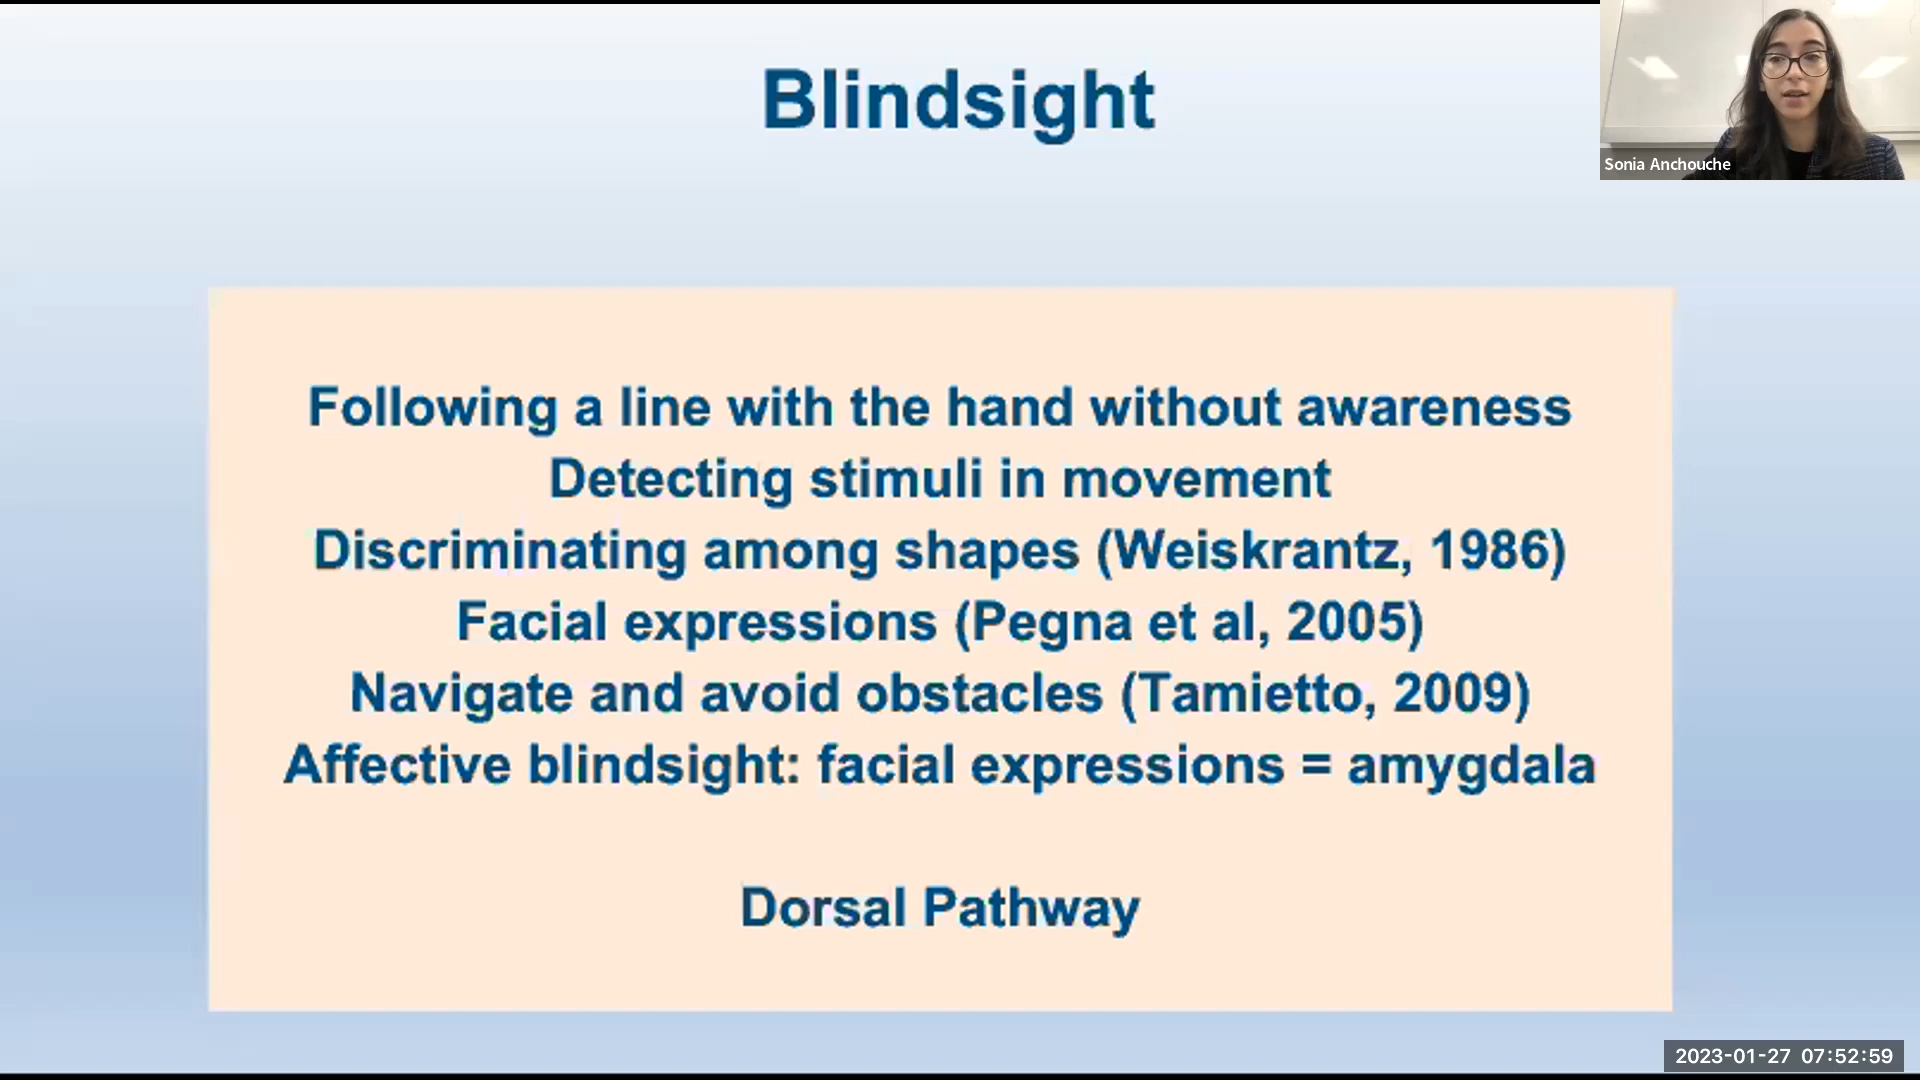 Blindsight
Sonia Anchouche
Following a line with the hand without awareness
Detecting stimuli in movement
Discriminating among shapes (Weiskrantz, 1986)
Facial expressions (Pegna et al, 2005)
Navigate and avoid obstacles (Tamietto, 2009)
Affective blindsight: facial expressions = amygdala
Dorsal Pathway
2023-01-27 07:52:59